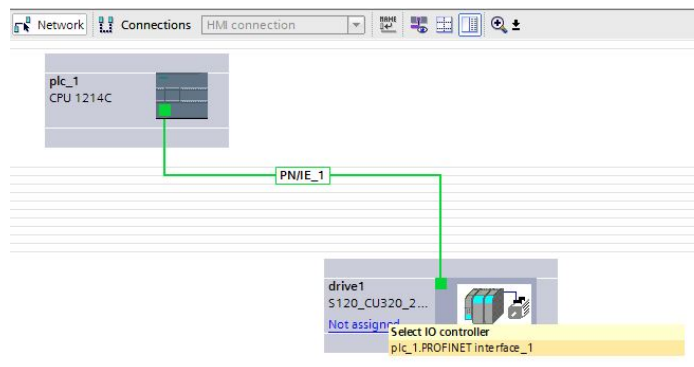 Network Connections HMI connection
plc_1
CPU 1214C
PN/IE_1
drive1
S120_CU320_2...
Not assigned
Select IO controller
plc_1.PROFINET interface_1